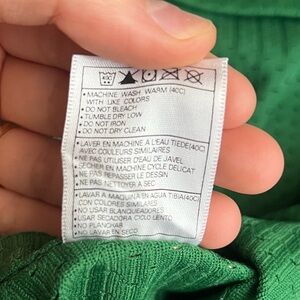 40C
• MACHINE WASH WARM (40C)
WITH LIKE COLORS
• DO NOT BLEACH
• TUMBLE DRY LOW
• DO NOT IRON
• DO NOT DRY CLEAN
• LAVER EN MACHINE A L'EAU TIEDE(40C)
AVEC COULEURS SIMILAIRES
• NE PAS UTILISER D'EAU DE JAVEL
• SECHER EN MACHINE CYCLE DELICAT
• NE PAS REPASSER LE DESSIN
• NE PAS NETTOYER A SEC
• LAVAR A MAQUINA EN AGUA TIBIA(40C)
CON COLORES SIMILARES
• NO USAR BLANQUEADORES
• USAR SECADORA CICLO LENTO
• NO PLANCHAR
• NO LAVAR EN SECO